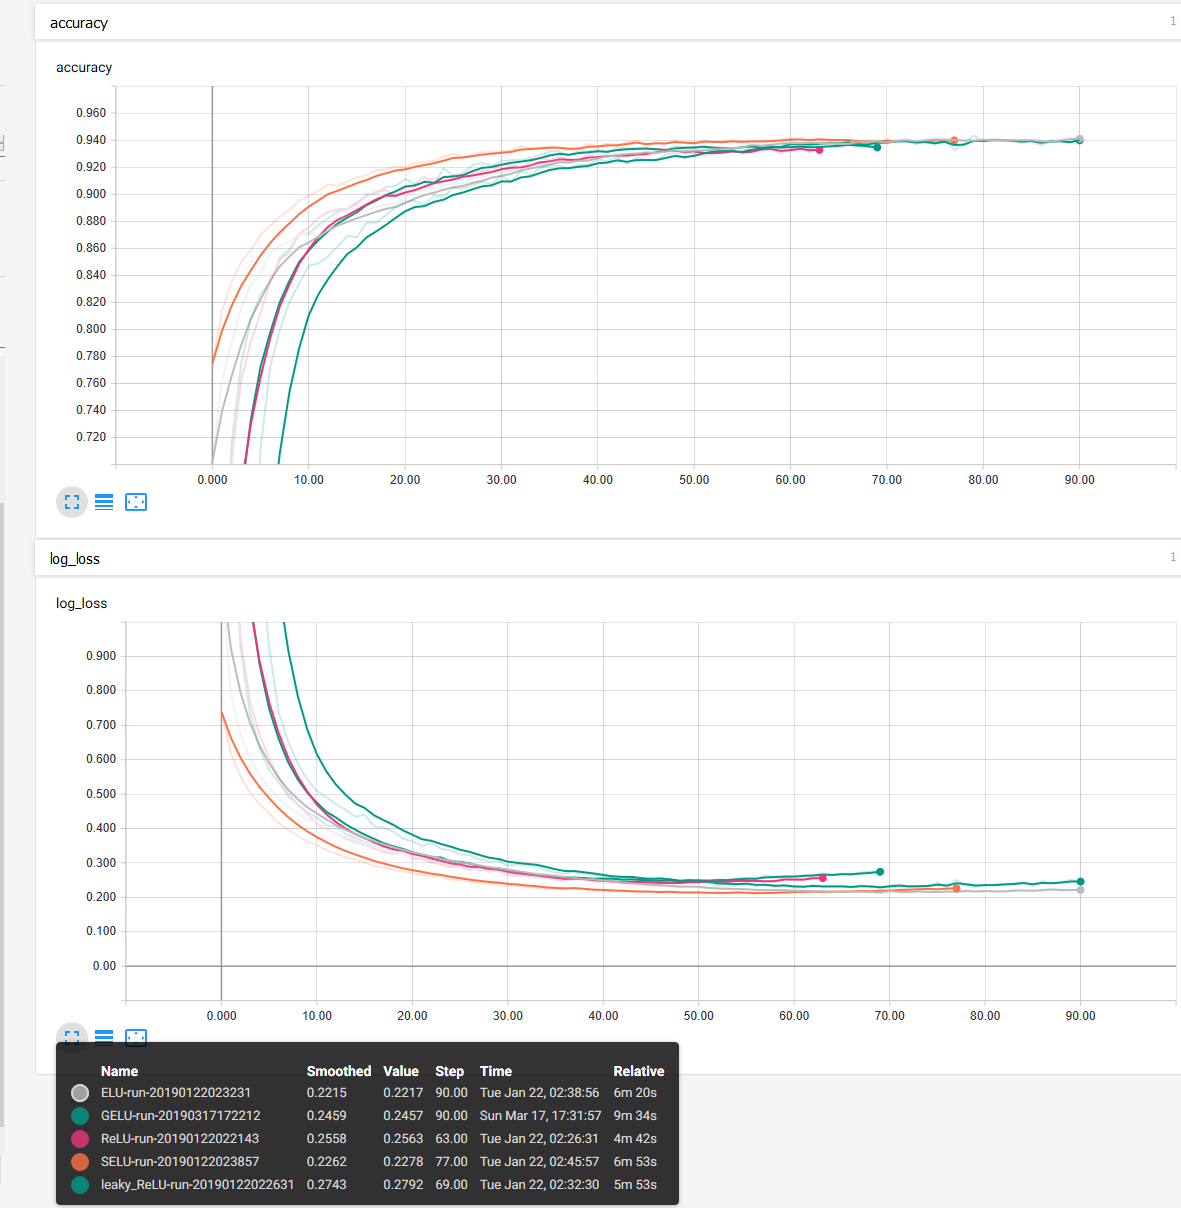 accuracy 1
accuracy
0.960
0.940
0.920
0.900
0.880
0.860
0.840
0.820
0.800
0.780
0.760
0.740
0.720
0.000 10.00 20.00 30.00 40.00 50.00 60.00 70.00 80.00 90.00
log_loss 1
log_loss
0.900
0.800
0.700
0.600
0.500
0.400
0.300
0.200
0.100
0.00
0.000 10.00 20.00 30.00 40.00 50.00 60.00 70.00 80.00 90.00
Name Smoothed Value Step Time Relative
ELU-run-20190122023231 0.2215 0.2217 90.00 Tue Jan 22, 02:38:56 6m 20s
GELU-run-20190317172212 0.2459 0.2457 90.00 Sun Mar 17, 17:31:57 9m 34s
ReLU-run-20190122022143 0.2558 0.2563 63.00 Tue Jan 22, 02:26:31 4m 42s
SELU-run-20190122023857 0.2262 0.2278 77.00 Tue Jan 22, 02:45:57 6m 53s
leaky_ReLU-run-20190122022631 0.2743 0.2792 69.00 Tue Jan 22, 02:32:30 5m 53s